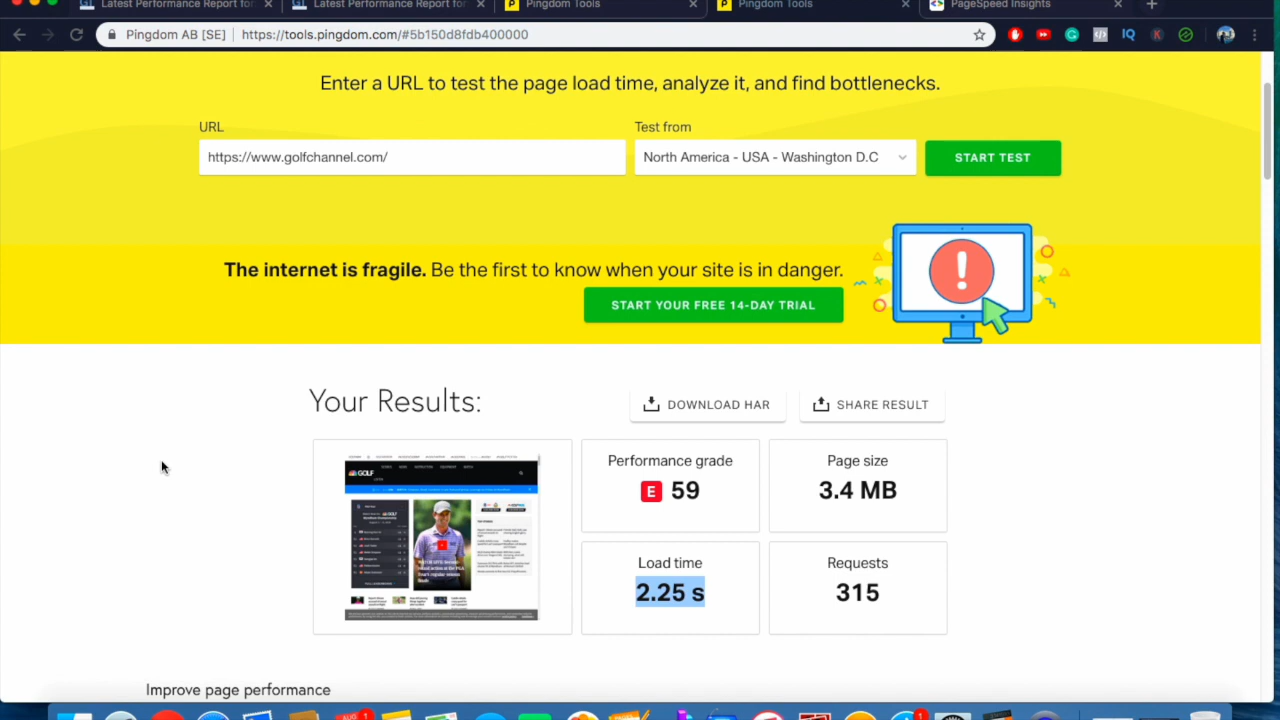 Latest Performance Report for
Latest Performance Report for
Pingdom Tools
Pingdom Tools
PageSpeed Insights
Pingdom AB [SE]
https://tools.pingdom.com/#5b150d8fdb400000
Enter a URL to test the page load time, analyze it, and find bottlenecks.
URL
Test from
https://www.golfchannel.com/
North America - USA - Washington D.C
START TEST
The internet is fragile. Be the first to know when your site is in danger.
START YOUR FREE 14-DAY TRIAL
Your Results:
DOWNLOAD HAR
SHARE RESULT
Performance grade
E 59
Page size
3.4 MB
GOLF
Load time
2.25 s
Requests
315
Improve page performance
AUG
1
1